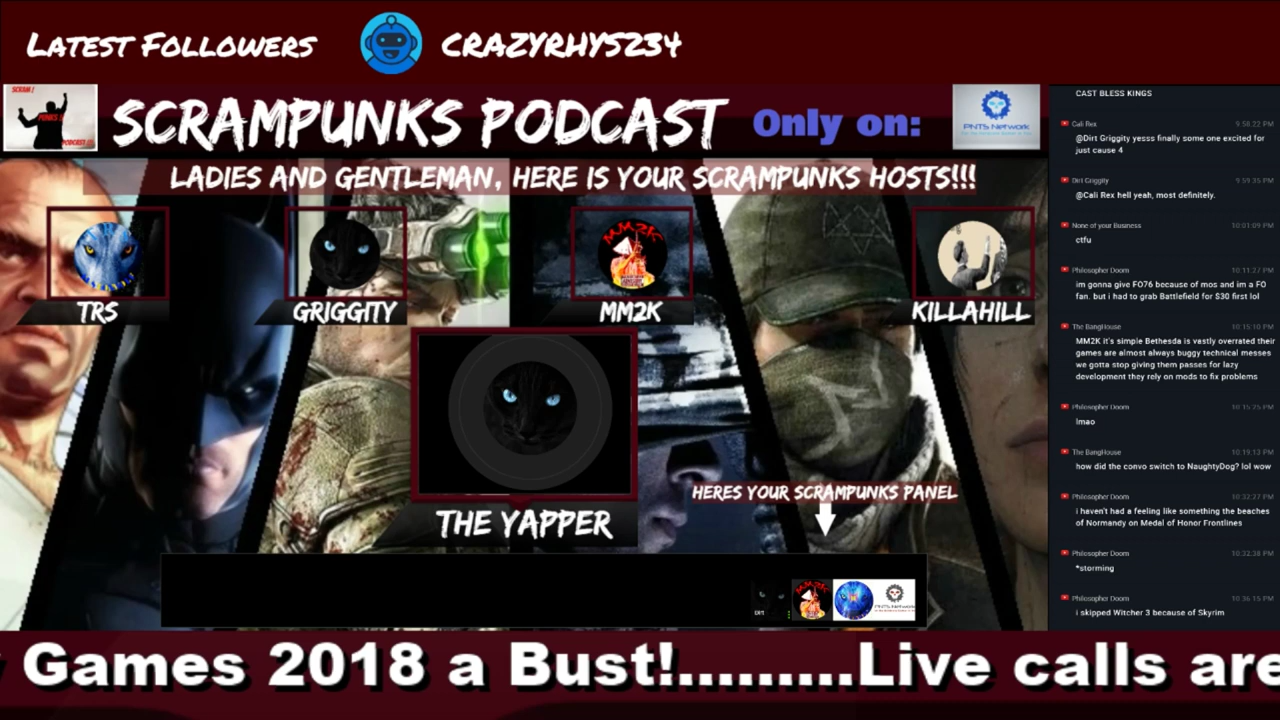 LATEST FOLLOWERS
CRAZYRHYS234
SCRAM!
PUNKS
PODCAST
SCRAMPUNKS PODCAST
Only on:
PNTS Network
LADIES AND GENTLEMAN, HERE IS YOUR SCRAMPUNKS HOSTS!!!
TRS
GRIGGITY
MM2K
MM2K
KILLAHILL
THE YAPPER
HERES YOUR SCRAMPUNKS PANEL
Dirt
MM2K
PNTS Network
Games 2018 a Bust!.........Live calls are
CAST BLESS KINGS
Cali Rex 9:58:22 PM
@Dirt Griggity yesss finally some one excited for
just cause 4
Dirt Griggity 9:59:35 PM
@Cali Rex hell yeah, most definitely.
None of your Business 10:01:09 PM
ctfu
Philosopher Doom 10:11:27 PM
im gonna give FO76 because of mos and im a FO
fan. but i had to grab Battlefield for $30 first lol
The BangHouse 10:15:10 PM
MM2K it's simple Bethesda is vastly overrated their
games are almost always buggy technical messes
we gotta stop giving them passes for lazy
development they rely on mods to fix problems
Philosopher Doom 10:15:25 PM
lmao
The BangHouse 10:19:13 PM
how did the convo switch to NaughtyDog? lol wow
Philosopher Doom 10:32:27 PM
i haven't had a feeling like something the beaches
of Normandy on Medal of Honor Frontlines
Philosopher Doom 10:32:38 PM
*storming
Philosopher Doom 10:36:15 PM
i skipped Witcher 3 because of Skyrim